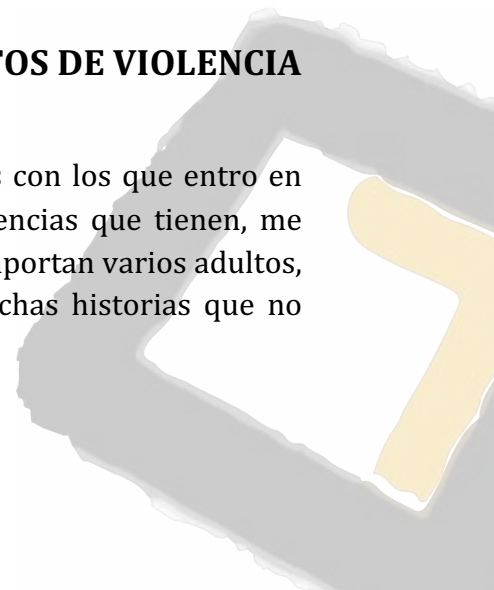 TOS DE VIOLENCIA
con los que entro en
encias que tienen, me
portan varios adultos,
chas historias que no